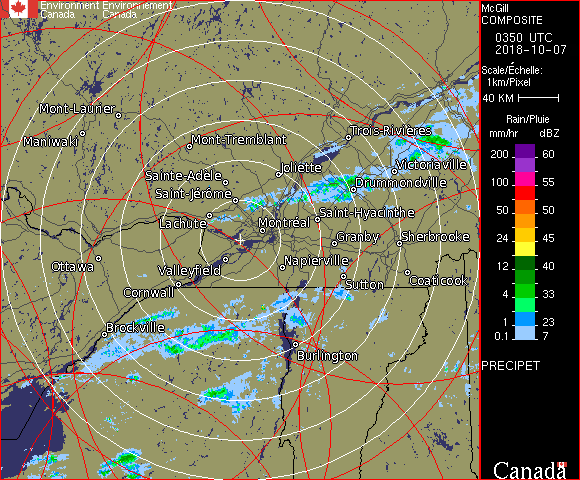 Environment Environnement
Canada Canada
McGill
COMPOSITE
0350 UTC
2018-10-07
Scale/Échelle:
1km/Pixel
40 KM
Rain/Pluie
mm/hr dBZ
200 60
100 55
50 50
24 45
12 40
4 33
1 23
0.1 7
PRECIPET
Canada
Mont-Laurier
Maniwaki
Mont-Tremblant
Trois-Rivières
Joliette
Victoriaville
Sainte-Adèle
Drummondville
Saint-Jérôme
Saint-Hyacinthe
Lachute
Montréal
Granby
Sherbrooke
Ottawa
Valleyfield
Napierville
Cornwall
Sutton
Coaticook
Brockville
Burlington